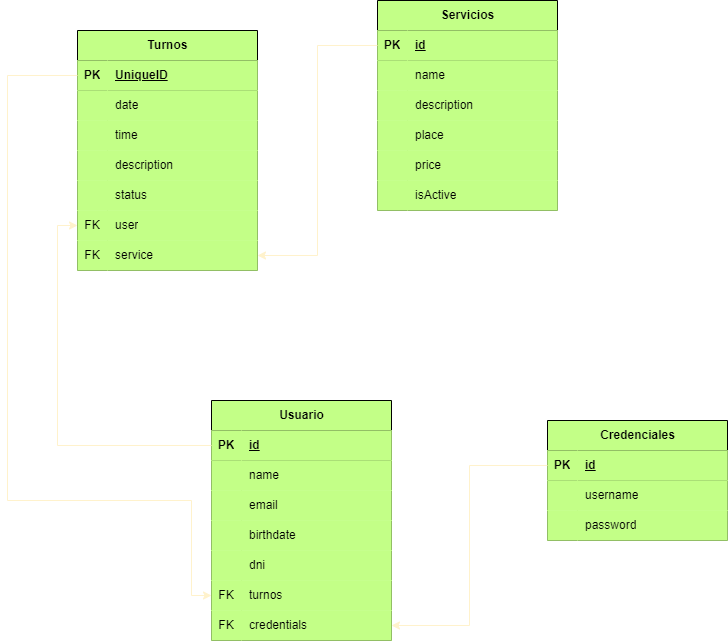 Servicios
PK id
name
description
place
price
isActive
Turnos
PK UniqueID
date
time
description
status
FK user
FK service
Usuario
PK id
name
email
birthdate
dni
FK turnos
FK credentials
Credenciales
PK id
username
password